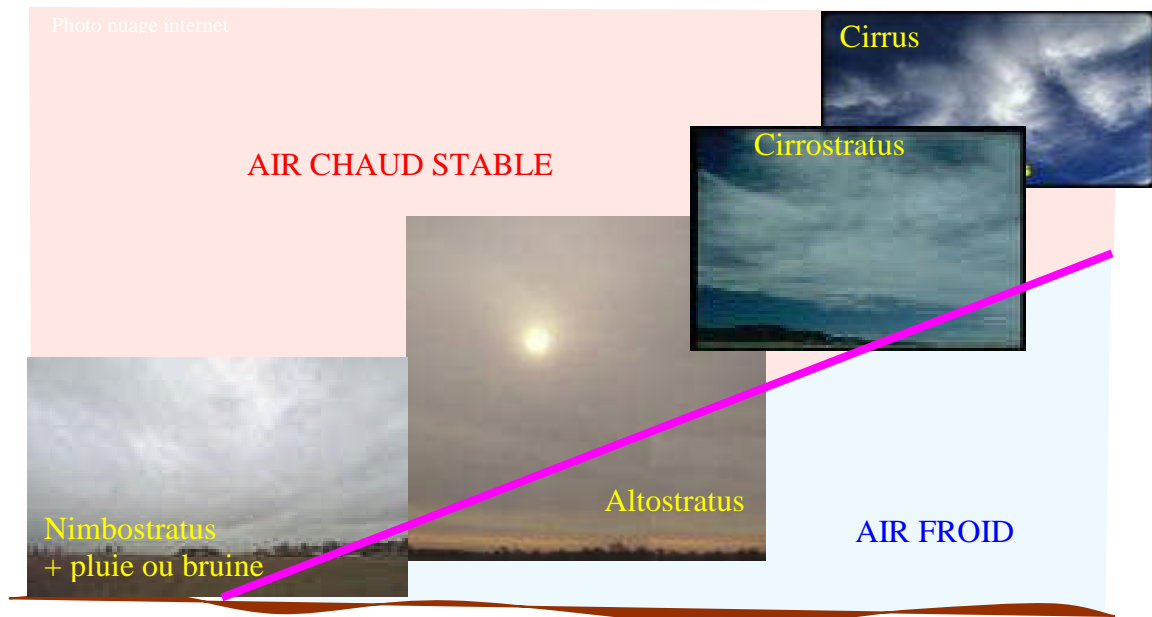 Photo nuage internet
Cirrus
Cirrostratus
AIR CHAUD STABLE
Altostratus
Nimbostratus
+ pluie ou bruine
AIR FROID